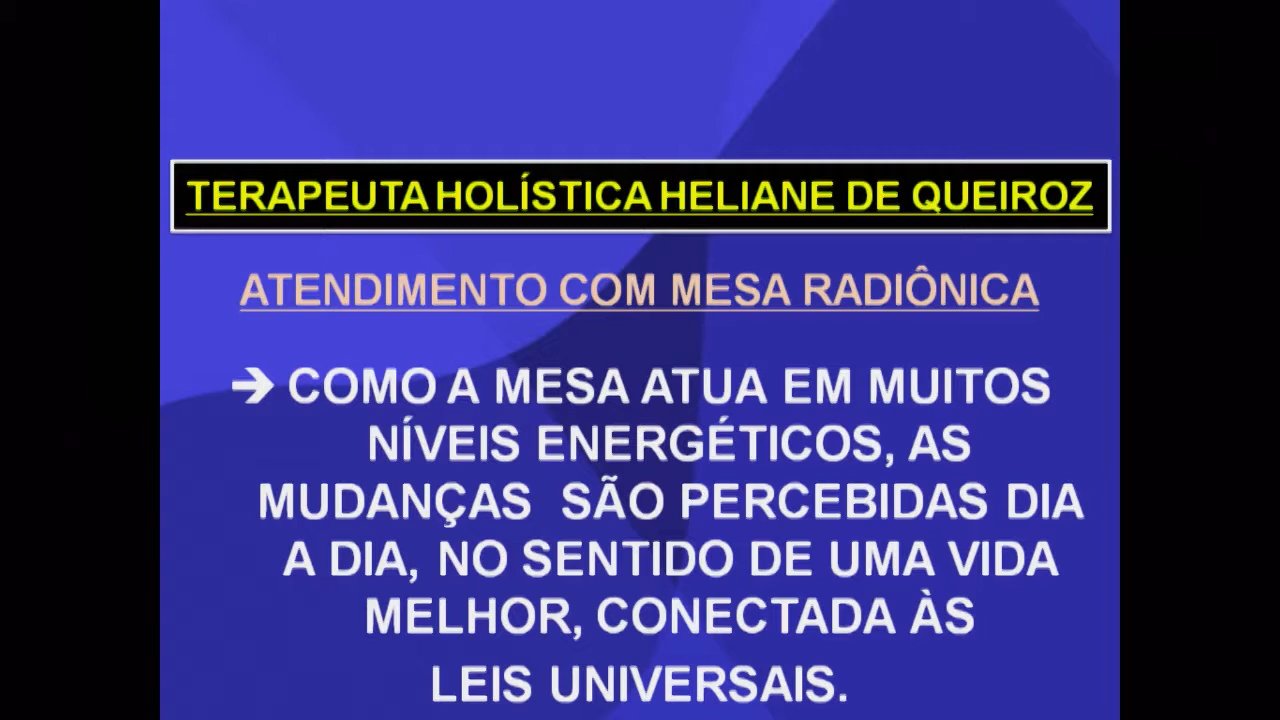 TERAPEUTA HOLÍSTICA HELIANE DE QUEIROZ
ATENDIMENTO COM MESA RADIÔNICA
➔ COMO A MESA ATUA EM MUITOS
NÍVEIS ENERGÉTICOS, AS
MUDANÇAS SÃO PERCEBIDAS DIA
A DIA, NO SENTIDO DE UMA VIDA
MELHOR, CONECTADA ÀS
LEIS UNIVERSAIS.